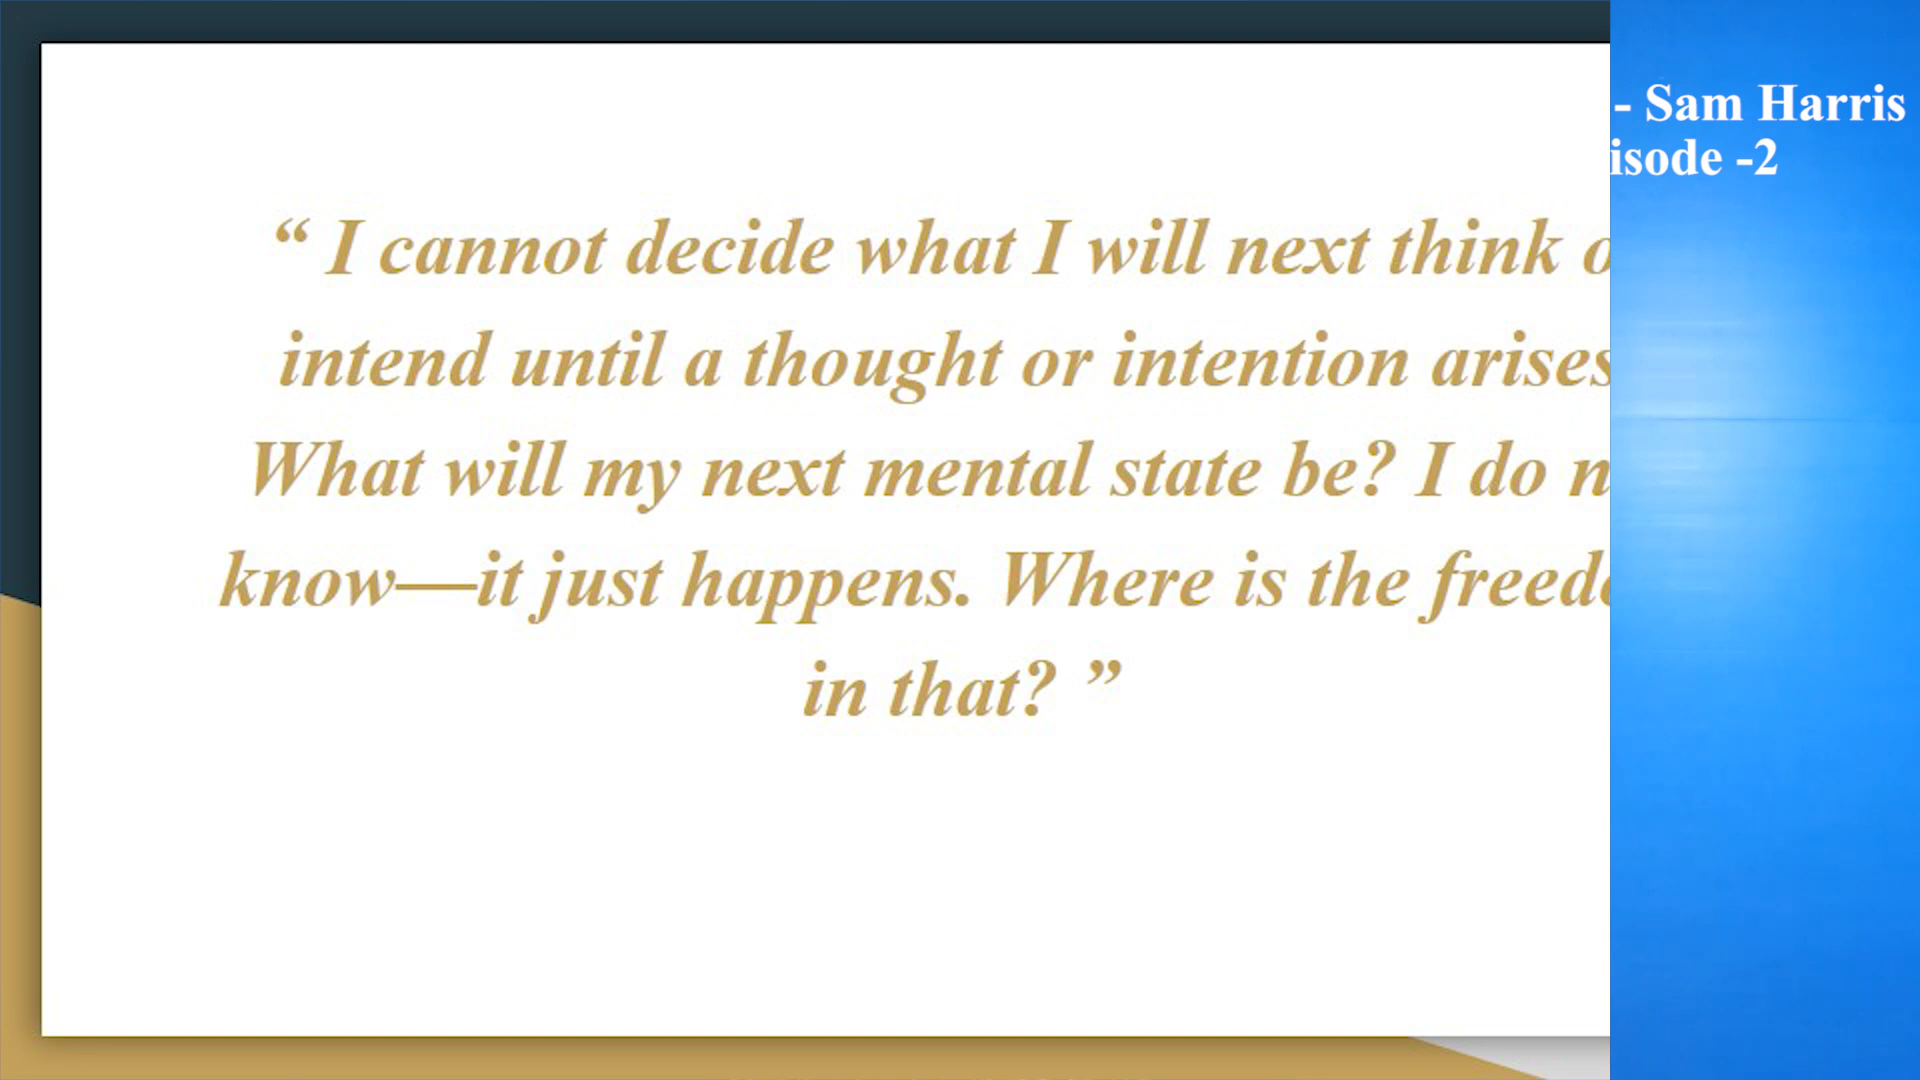 “ I cannot decide what I will next think
intend until a thought or intention arises
What will my next mental state be? I do
know—it just happens. Where is the
in that? ”
- Sam Harris
isode -2